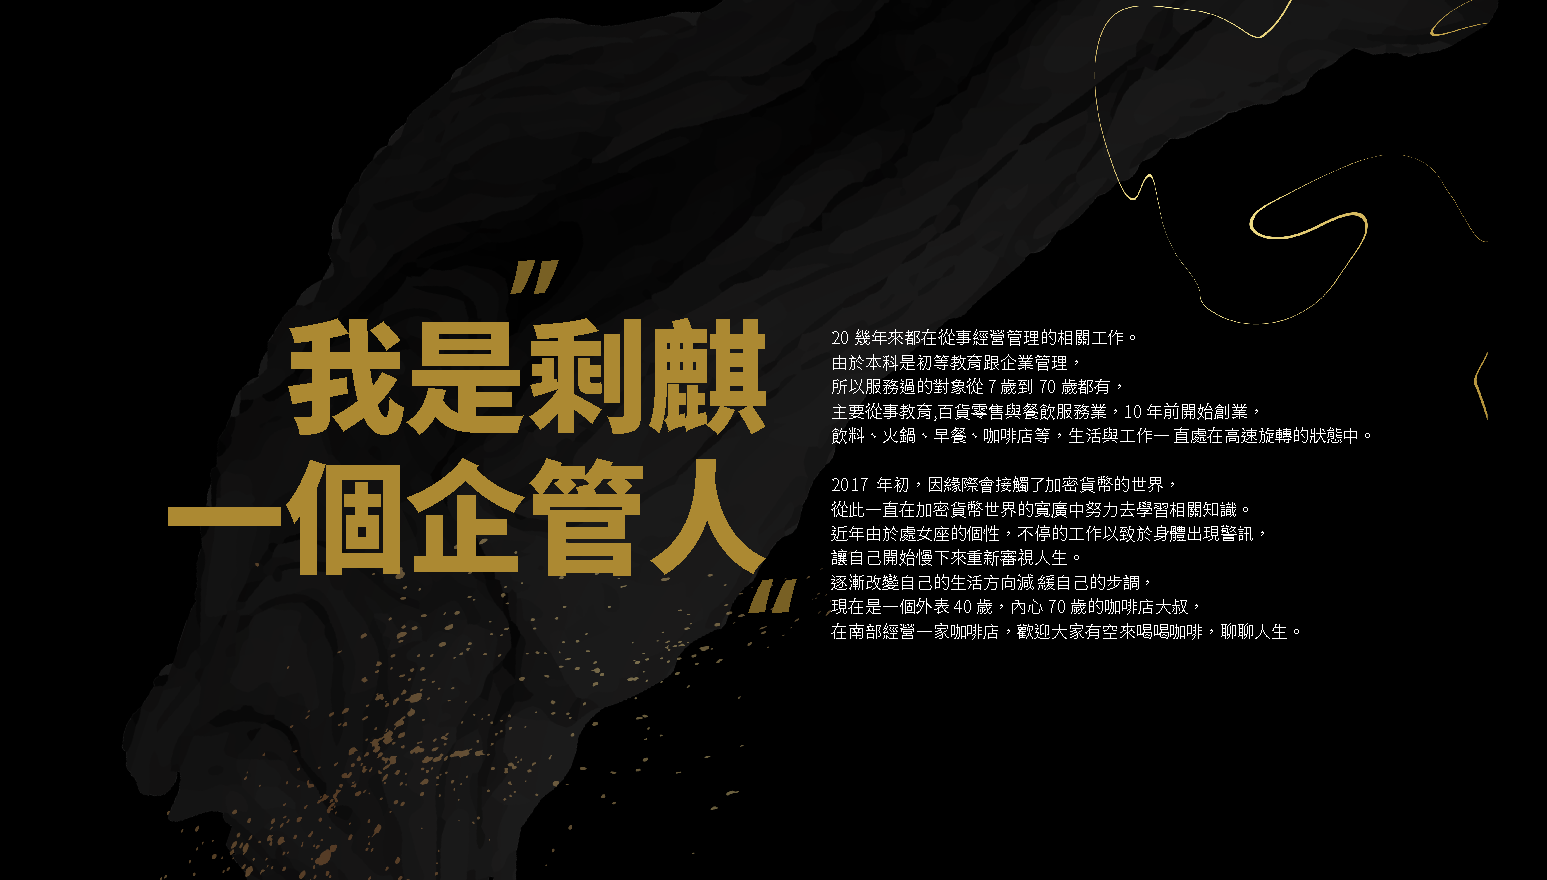 "
我是剩麒
一個企管人
"
20 幾年來都在從事經營管理的相關工作。
由於本科是初等教育跟企業管理，
所以服務過的對象從 7 歲到 70 歲都有，
主要從事教育,百貨零售與餐飲服務業，10 年前開始創業，
飲料、火鍋、早餐、咖啡店等，生活與工作一直處在高速旋轉的狀態中。
2017 年初，因緣際會接觸了加密貨幣的世界，
從此一直在加密貨幣世界的寬廣中努力去學習相關知識。
近年由於處女座的個性，不停的工作以致於身體出現警訊，
讓自己開始慢下來重新審視人生。
逐漸改變自己的生活方向減緩自己的步調，
現在是一個外表 40 歲，內心 70 歲的咖啡店大叔，
在南部經營一家咖啡店，歡迎大家有空來喝喝咖啡，聊聊人生。